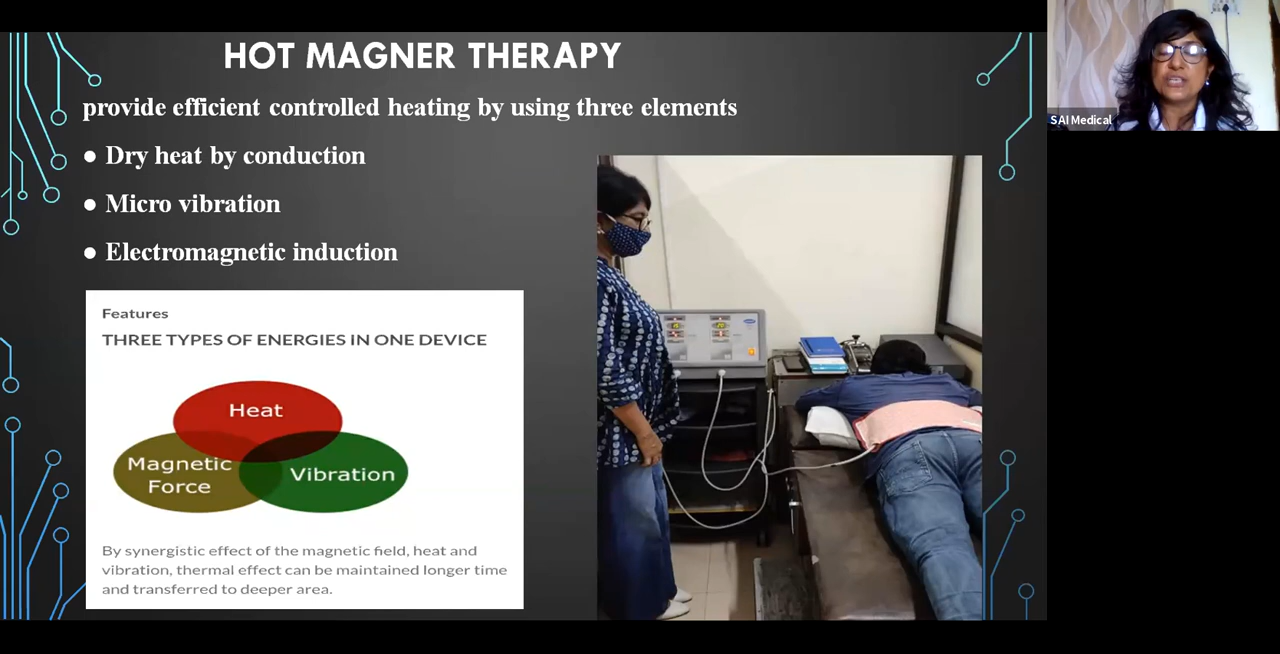 HOT MAGNER THERAPY
provide efficient controlled heating by using three elements
● Dry heat by conduction
● Micro vibration
● Electromagnetic induction
Features
THREE TYPES OF ENERGIES IN ONE DEVICE
Heat
Magnetic
Force
Vibration
By synergistic effect of the magnetic field, heat and
vibration, thermal effect can be maintained longer time
and transferred to deeper area.
SAI Medical